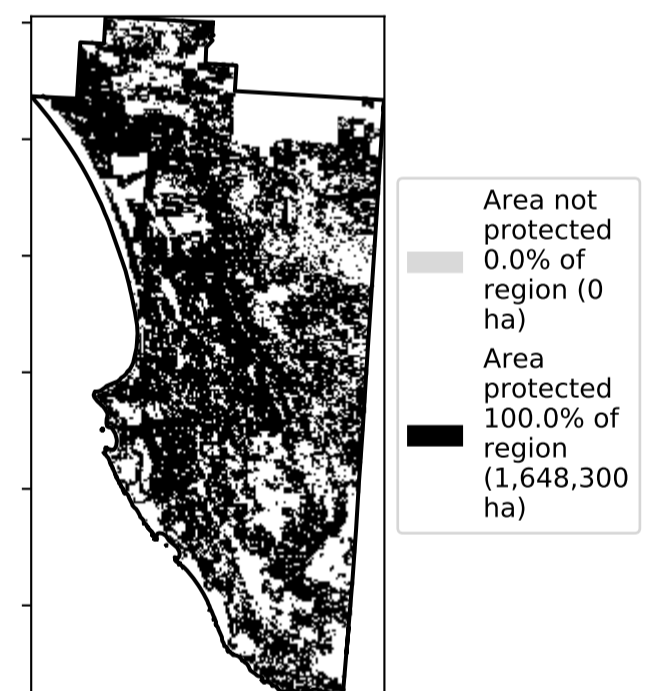 Area not
protected
0.0% of
region (0
ha)
Area
protected
100.0% of
region
(1,648,300
ha)